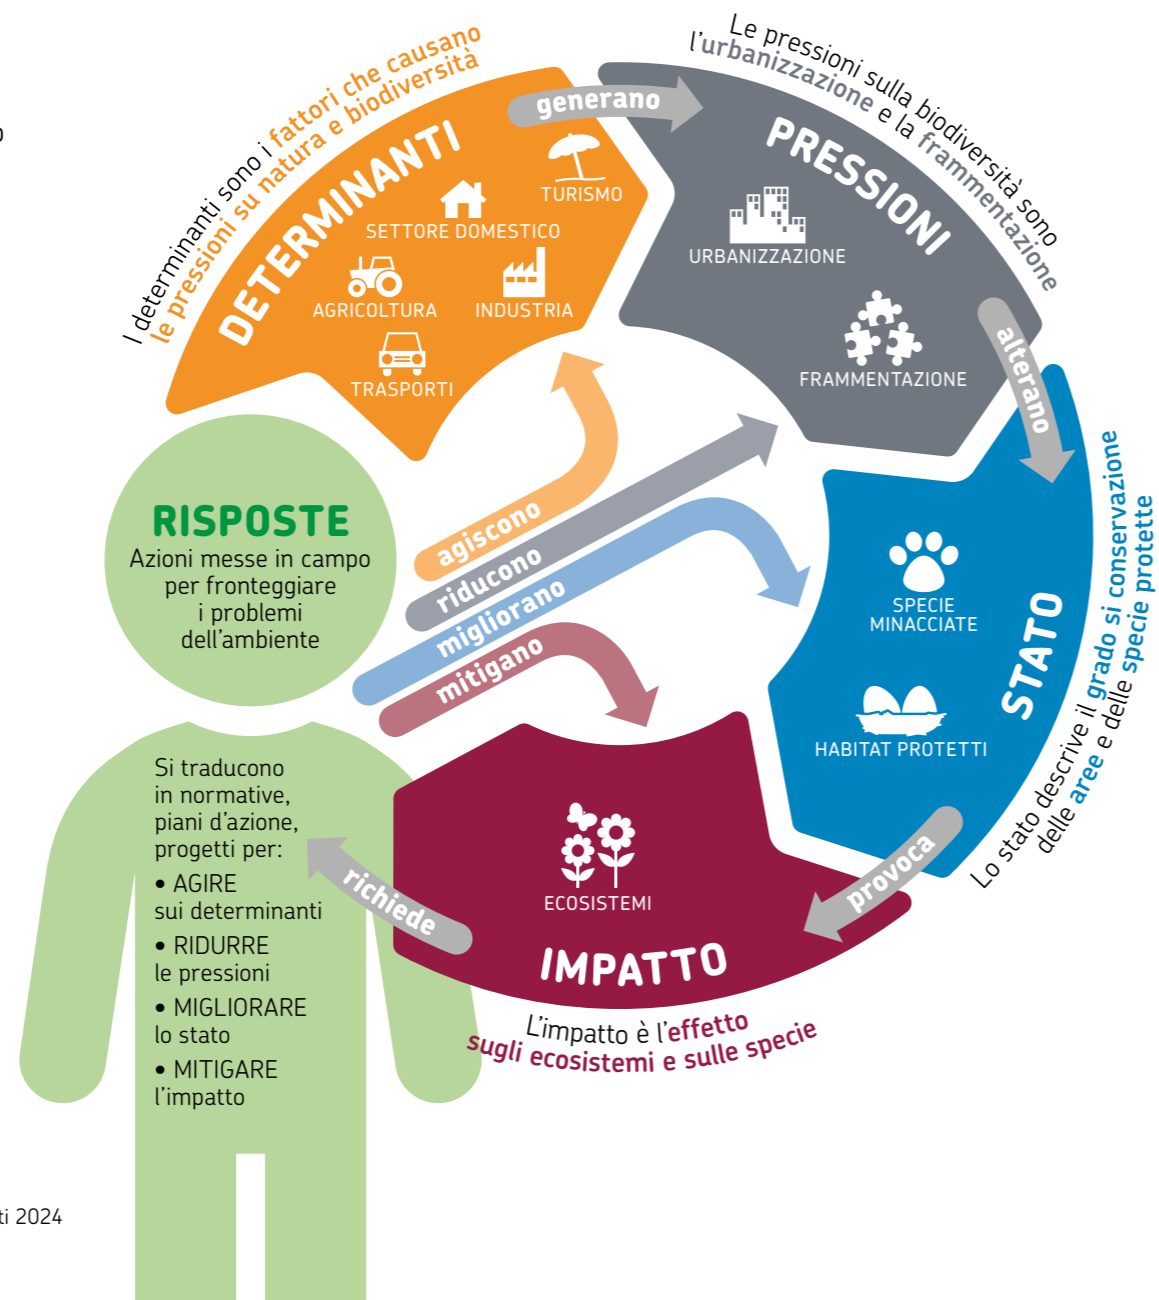 I determinanti sono i fattori che causano
le pressioni su natura e biodiversità
DETERMINANTI
TURISMO
SETTORE DOMESTICO
AGRICOLTURA
INDUSTRIA
TRASPORTI
generano
Le pressioni sulla biodiversità sono
l'urbanizzazione e la frammentazione
PRESSIONI
URBANIZZAZIONE
FRAMMENTAZIONE
alterano
Lo stato descrive il grado si conservazione
delle aree e delle specie protette
STATO
SPECIE
MINACCIATE
HABITAT PROTETTI
provoca
IMPATTO
ECOSISTEMI
L'impatto è l'effetto
sugli ecosistemi e sulle specie
richiede
RISPOSTE
Azioni messe in campo
per fronteggiare
i problemi
dell'ambiente
agiscono
riducono
migliorano
mitigano
Si traducono
in normative,
piani d'azione,
progetti per:
• AGIRE
sui determinanti
• RIDURRE
le pressioni
• MIGLIORARE
lo stato
• MITIGARE
l'impatto
2024